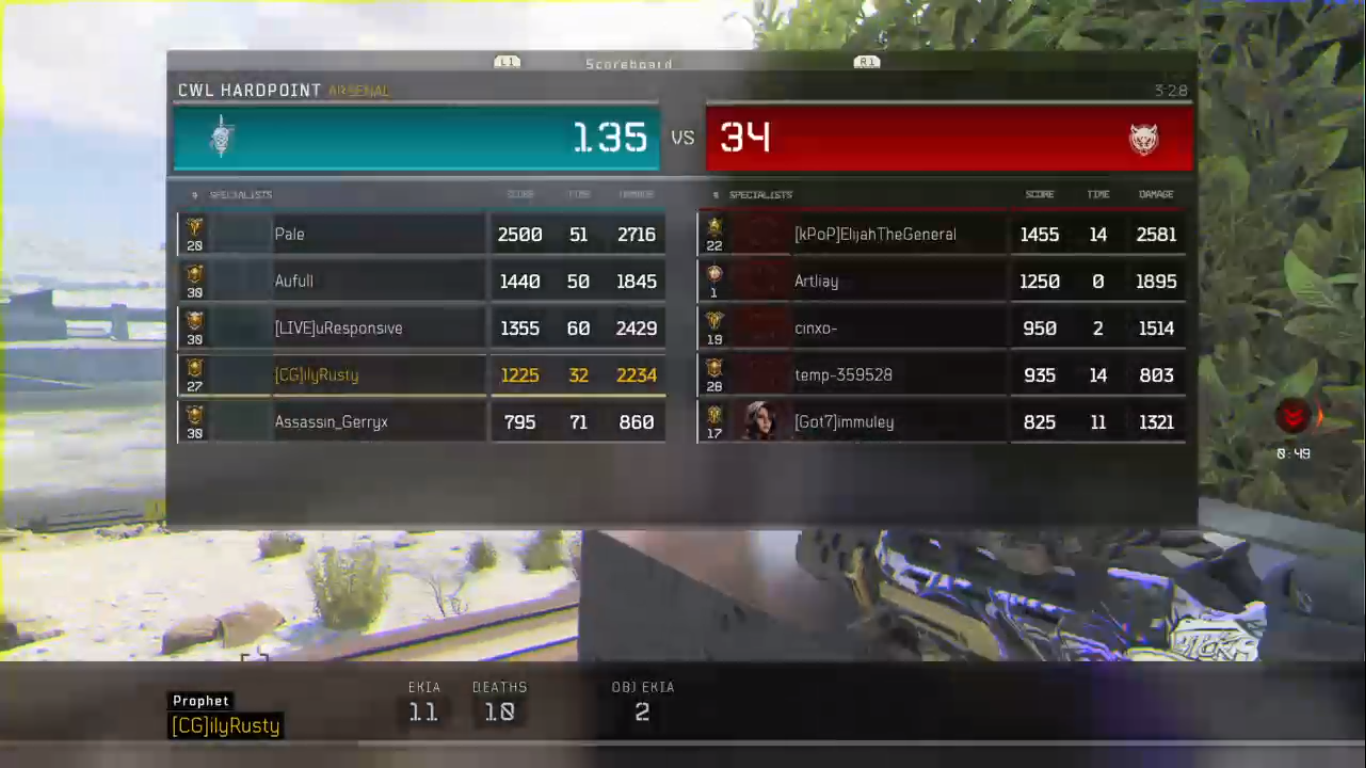 L1 Scoreboard R1
CWL HARDPOINT ARSENAL 3:28
135 VS 34
# SPECIALISTS SCORE TIME DAMAGE # SPECIALISTS SCORE TIME DAMAGE
20 Pale 2500 51 2716 22 [kPoP]ElijahTheGeneral 1455 14 2581
30 Aufull 1440 50 1845 1 Artliay 1250 0 1895
30 [LIVE]uResponsive 1355 60 2429 19 cinxo- 950 2 1514
27 [CG]ilyRusty 1225 32 2234 28 temp-359528 935 14 803
30 Assassin_Gerryx 795 71 860 17 [Got7]immuley 825 11 1321
0:49
Prophet EKIA DEATHS OBJ EKIA
[CG]ilyRusty 11 10 2